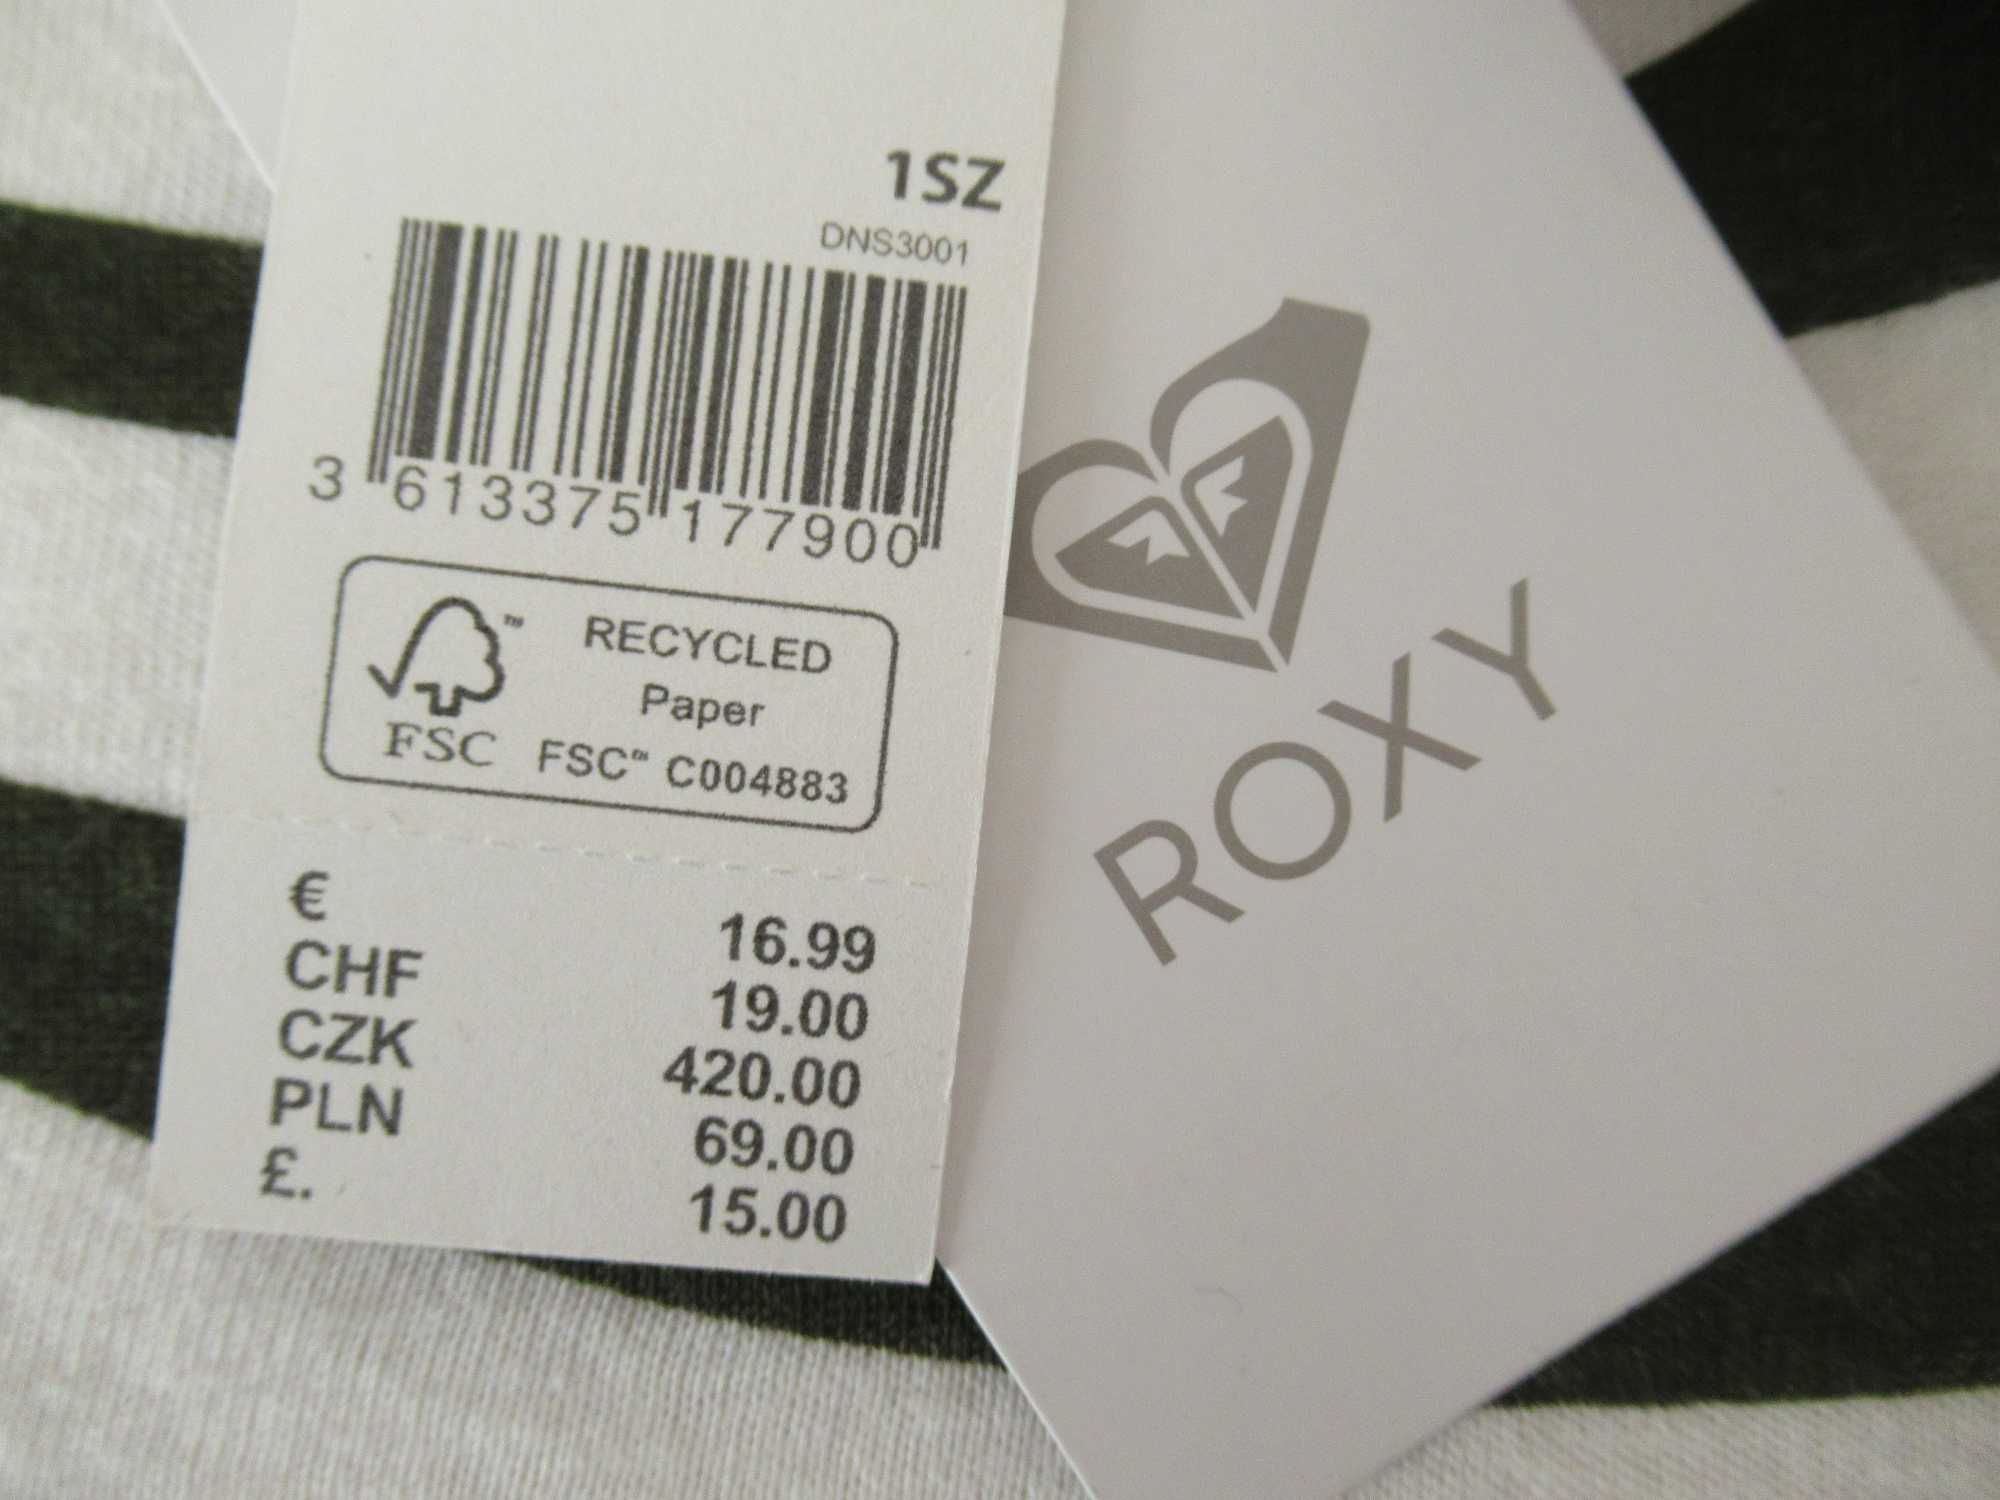 1SZ
DNS3001
3 613375 177900
RECYCLED
Paper
FSC™ C004883
™
FSC
€ 16.99
CHF 19.00
CZK 420.00
PLN 69.00
£. 15.00
ROXY